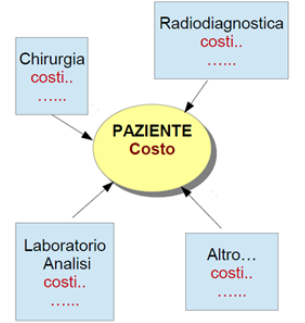 Radiodiagnostica
costi..
…...
Chirurgia
costi..
…...
PAZIENTE
Costo
Laboratorio
Analisi
costi..
…...
Altro…
costi..
…...